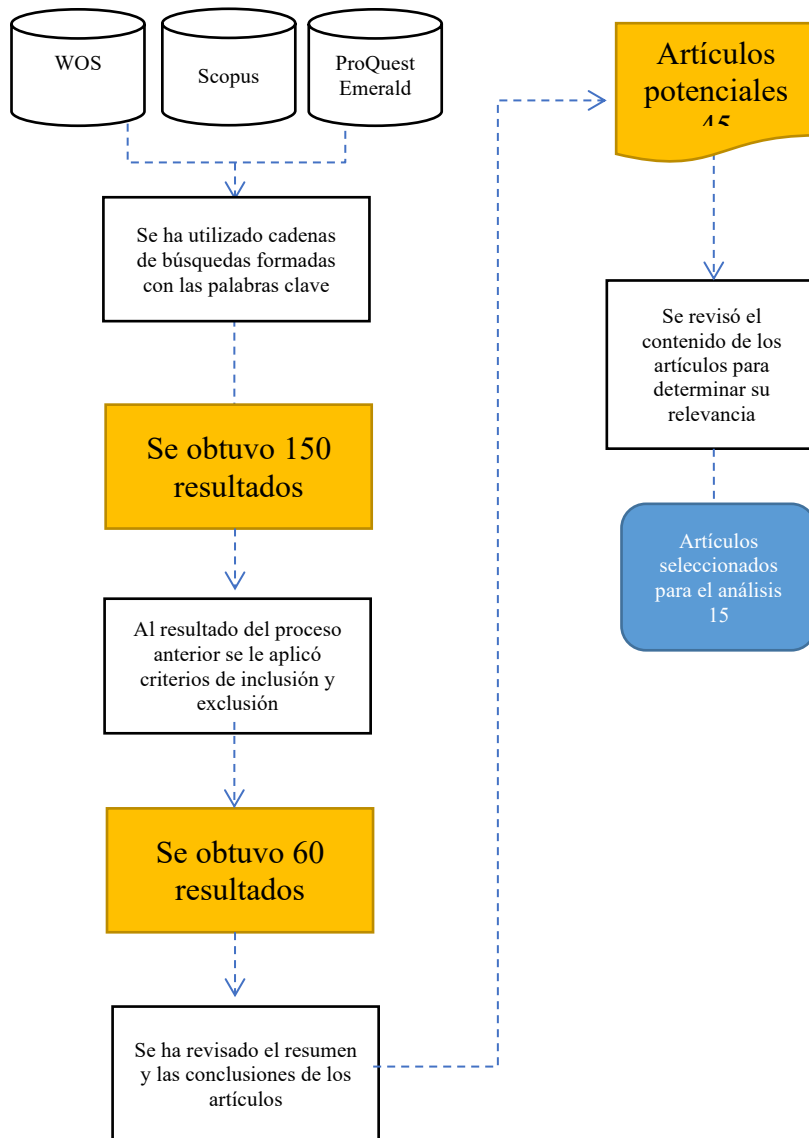 WOS
Scopus
ProQuest
Emerald
Se ha utilizado cadenas
de búsquedas formadas
con las palabras clave
Se obtuvo 150
resultados
Al resultado del proceso
anterior se le aplicó
criterios de inclusión y
exclusión
Se obtuvo 60
resultados
Se ha revisado el resumen
y las conclusiones de los
artículos
Artículos
potenciales
45
Se revisó el
contenido de los
artículos para
determinar su
relevancia
Artículos
seleccionados
para el análisis
15